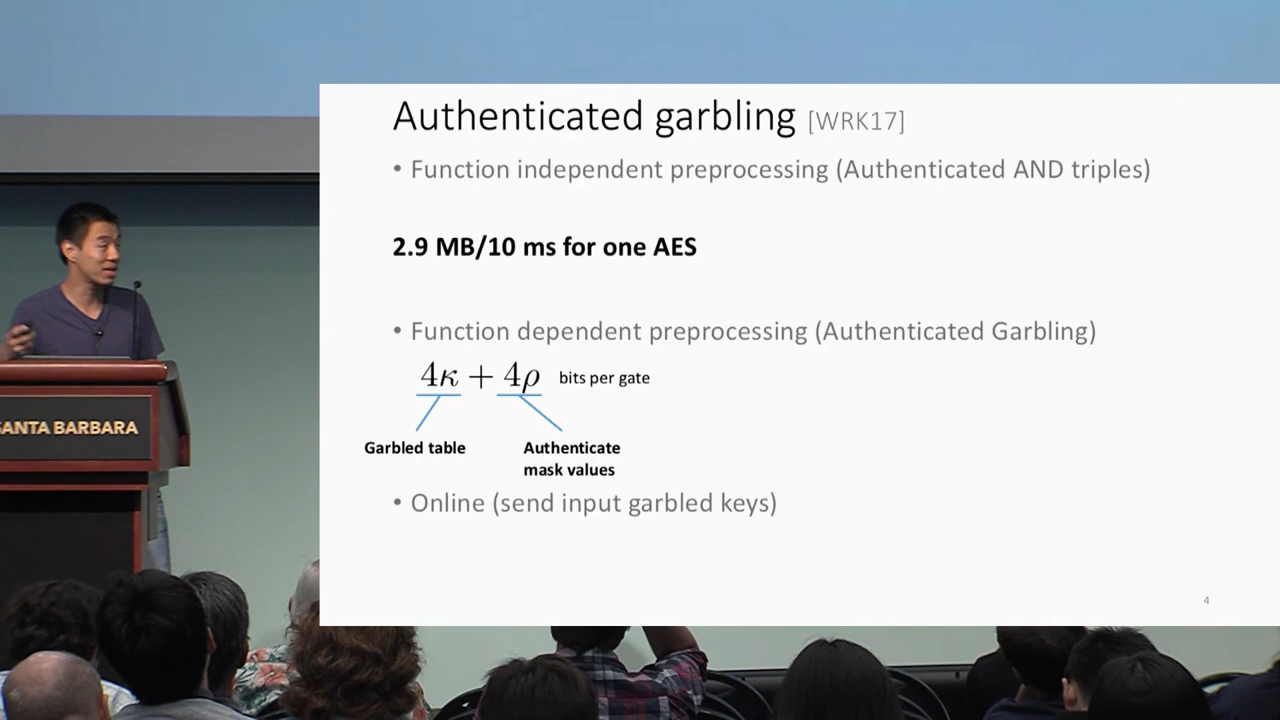 Authenticated garbling [WRK17]
• Function independent preprocessing (Authenticated AND triples)
2.9 MB/10 ms for one AES
• Function dependent preprocessing (Authenticated Garbling)
4κ + 4ρ bits per gate
Garbled table
Authenticate
mask values
• Online (send input garbled keys)
4
SANTA BARBARA